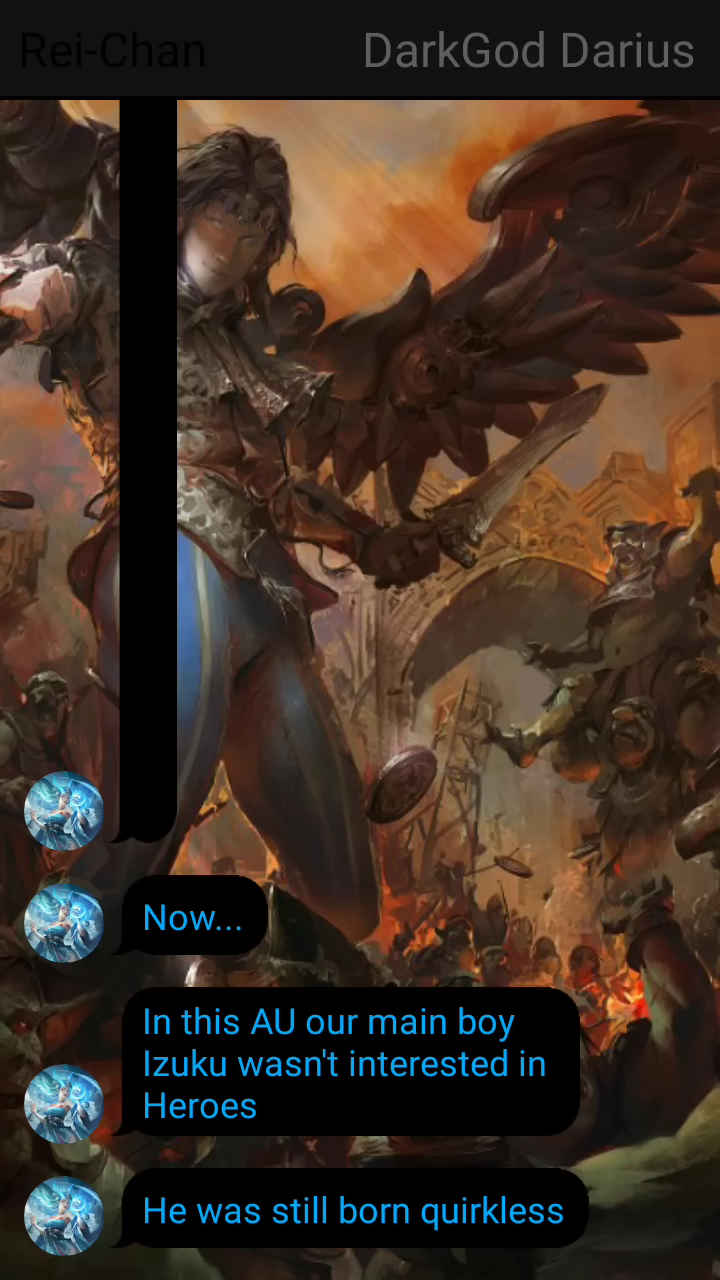 Rei-Chan DarkGod Darius
Now...
In this AU our main boy
Izuku wasn't interested in
Heroes
He was still born quirkless